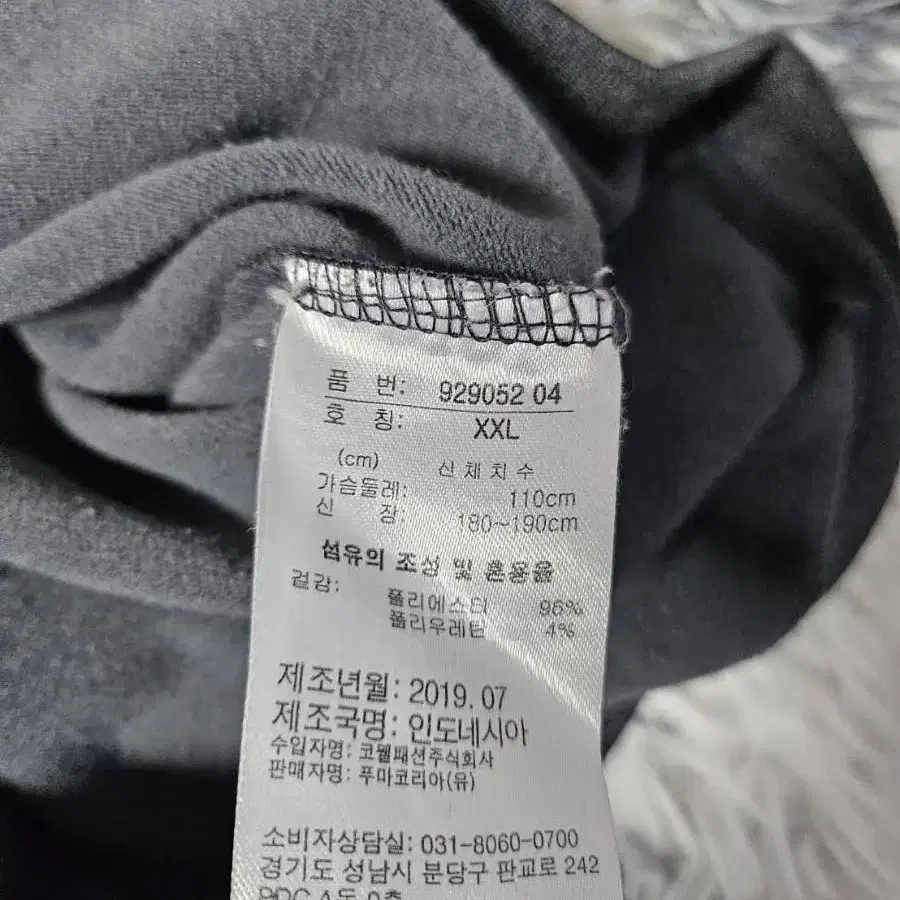 품 번: 929052 04
호 칭: XXL
(cm) 신체치수
가슴둘레: 110cm
신 장: 180~190cm
섬유의 조성 및 혼용율
겉감: 폴리에스터 96%
폴리우레탄 4%
제조년월: 2019.07
제조국명: 인도네시아
수입자명: 코웰패션주식회사
판매자명: 푸마코리아(유)
소비자상담실: 031-8060-0700
경기도 성남시 분당구 판교로 242